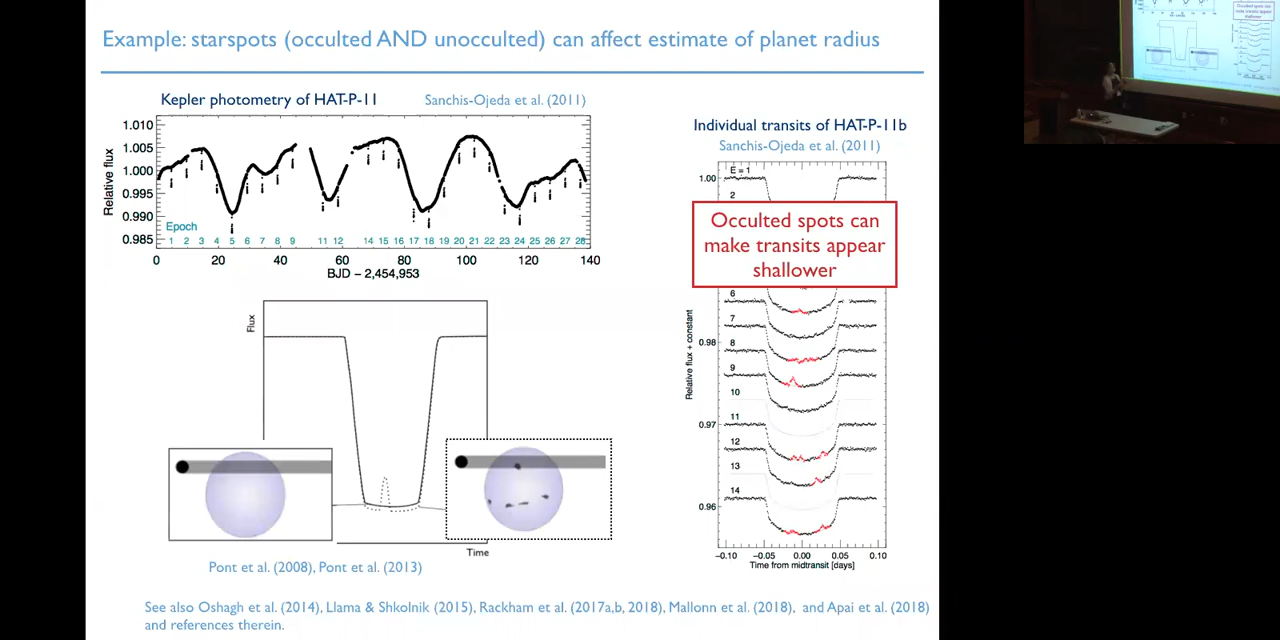 Example: starspots (occulted AND unocculted) can affect estimate of planet radius
Kepler photometry of HAT-P-11
Sanchis-Ojeda et al. (2011)
Relative flux
1.010
1.005
1.000
0.995
0.990
0.985
Epoch
1 2 3 4 5 6 7 8 9 11 12 14 15 16 17 18 19 20 21 22 23 24 25 26 27 28
0 20 40 60 80 100 120 140
BJD − 2,454,953
Flux
Time
Pont et al. (2008), Pont et al. (2013)
Individual transits of HAT-P-11b
Sanchis-Ojeda et al. (2011)
E = 1
1.00
2
Occulted spots can
make transits appear
shallower
6
7
0.98
8
9
10
11
0.97
12
13
14
0.96
Relative flux + constant
−0.10 −0.05 0.00 0.05 0.10
Time from midtransit [days]
See also Oshagh et al. (2014), Llama & Shkolnik (2015), Rackham et al. (2017a,b, 2018), Mallonn et al. (2018), and Apai et al. (2018)
and references therein.